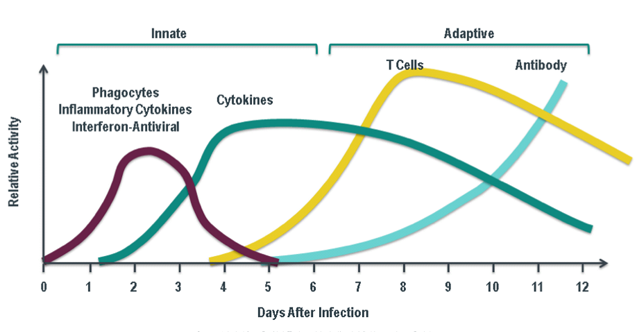 Innate
Adaptive
T Cells
Antibody
Phagocytes
Inflammatory Cytokines
Interferon-Antiviral
Cytokines
Relative Activity
0 1 2 3 4 5 6 7 8 9 10 11 12
Days After Infection